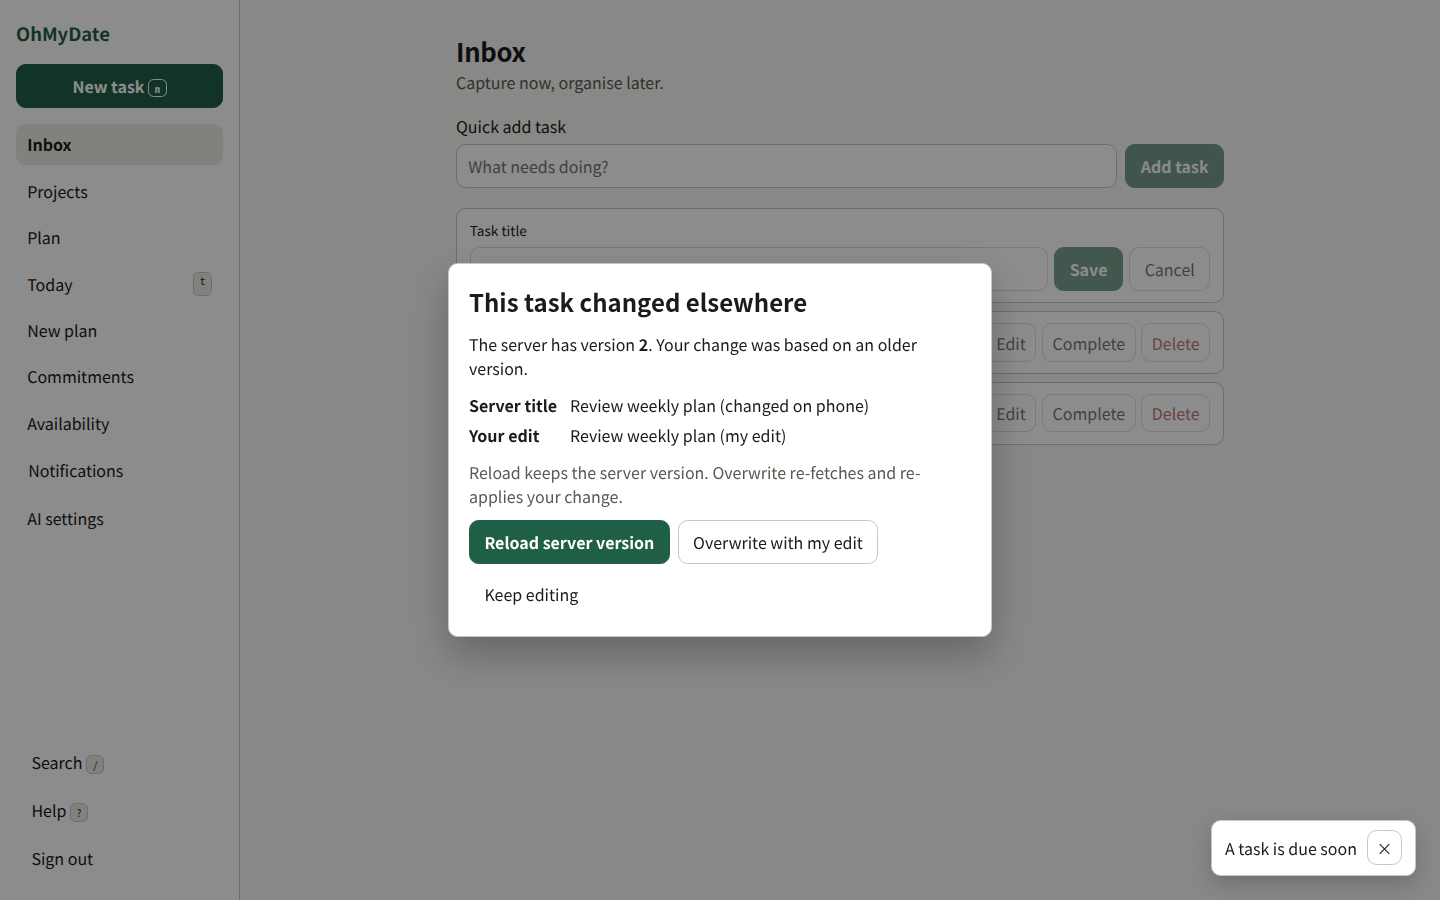 OhMyDate
New task n
Inbox
Projects
Plan
Today t
New plan
Commitments
Availability
Notifications
AI settings
Search /
Help ?
Sign out
Inbox
Capture now, organise later.
Quick add task
What needs doing?
Add task
Task title
Save
Cancel
Edit
Complete
Delete
Edit
Complete
Delete
This task changed elsewhere
The server has version 2. Your change was based on an older
version.
Server title Review weekly plan (changed on phone)
Your edit Review weekly plan (my edit)
Reload keeps the server version. Overwrite re-fetches and re-
applies your change.
Reload server version
Overwrite with my edit
Keep editing
A task is due soon